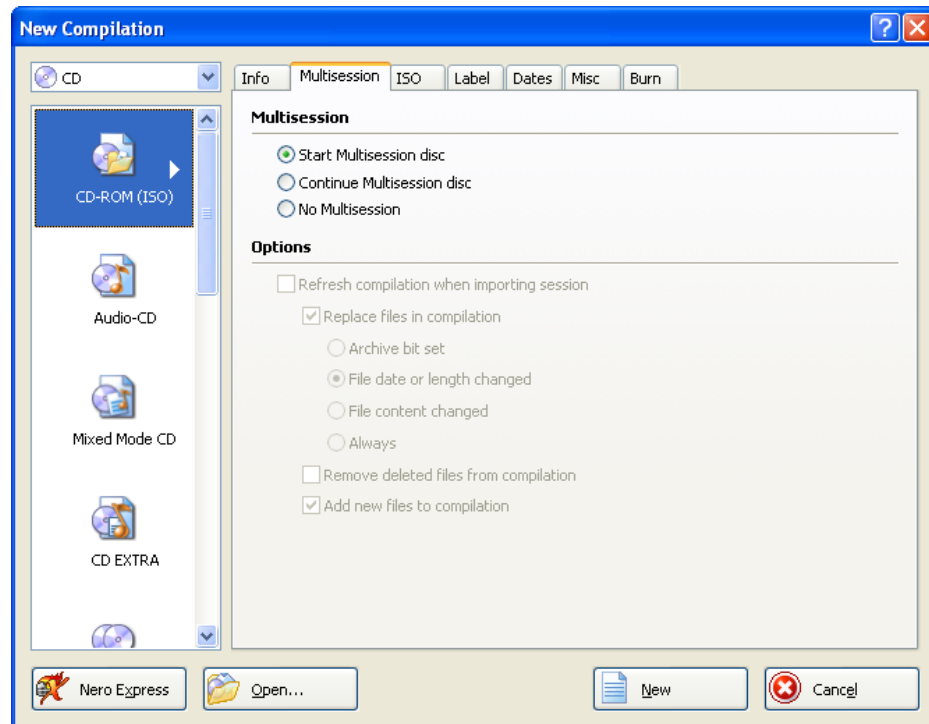 New Compilation
CD
Info Multisession ISO Label Dates Misc Burn
CD-ROM (ISO)
Audio-CD
Mixed Mode CD
CD EXTRA
Multisession
Start Multisession disc
Continue Multisession disc
No Multisession
Options
Refresh compilation when importing session
Replace files in compilation
Archive bit set
File date or length changed
File content changed
Always
Remove deleted files from compilation
Add new files to compilation
Nero Express Open... New Cancel